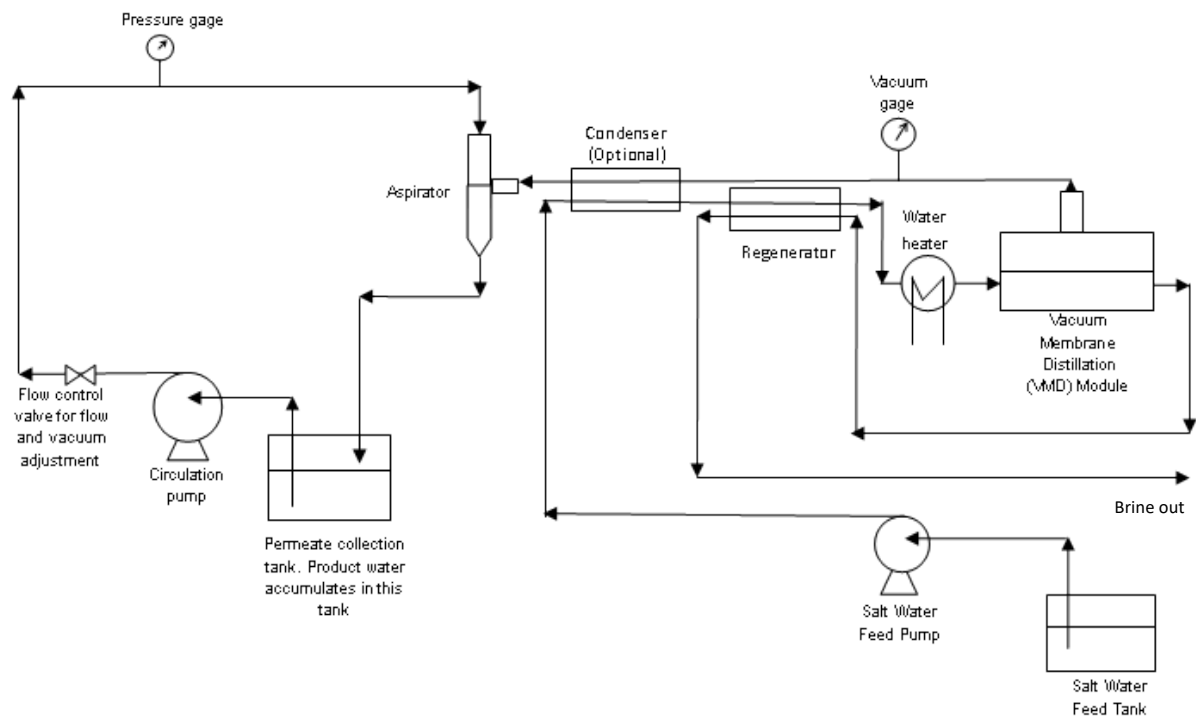 Pressure gage
Vacuum
gage
Condenser
(Optional)
Aspirator
Water
heater
Regenerator
Vacuum
Membrane
Distillation
(VMD) Module
Flow control
valve for flow
and vacuum
adjustment
Circulation
pump
Brine out
Permeate collection
tank. Product water
accumulates in this
tank
Salt Water
Feed Pump
Salt Water
Feed Tank